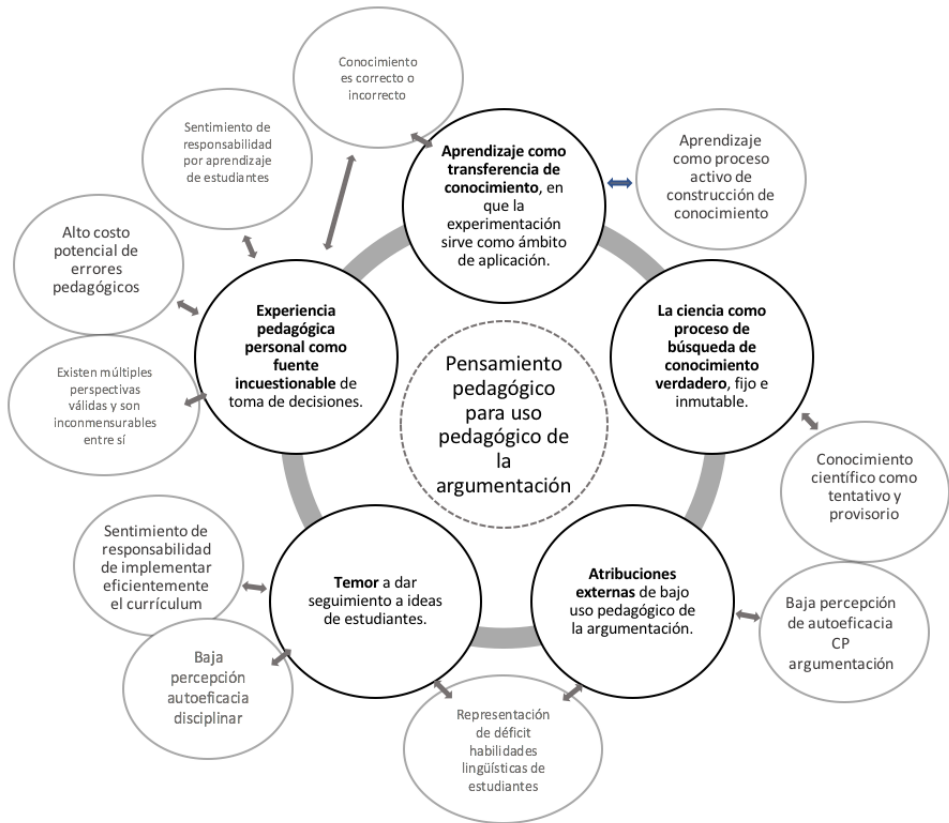 Conocimiento
es correcto o
incorrecto
Sentimiento de
responsabilidad
por aprendizaje
de estudiantes
Aprendizaje como
transferencia de
conocimiento, en
que la
experimentación
sirve como ámbito
de aplicación.
Aprendizaje
como proceso
activo de
construcción de
conocimiento
Alto costo
potencial de
errores
pedagógicos
Experiencia
pedagógica
personal como
fuente
incuestionable de
toma de decisiones.
La ciencia como
proceso de
búsqueda de
conocimiento
verdadero, fijo e
inmutable.
Existen múltiples
perspectivas
válidas y son
inconmensurables
entre sí
Pensamiento
pedagógico
para uso
pedagógico de
la
argumentación
Conocimiento
científico como
tentativo y
provisorio
Sentimiento de
responsabilidad
de implementar
eficientemente
el currículum
Temor a dar
seguimiento a ideas
de estudiantes.
Atribuciones
externas de bajo
uso pedagógico de
la argumentación.
Baja percepción
de autoeficacia
CP
argumentación
Baja
percepción
autoeficacia
disciplinar
Representación
de déficit
habilidades
lingüísticas de
estudiantes